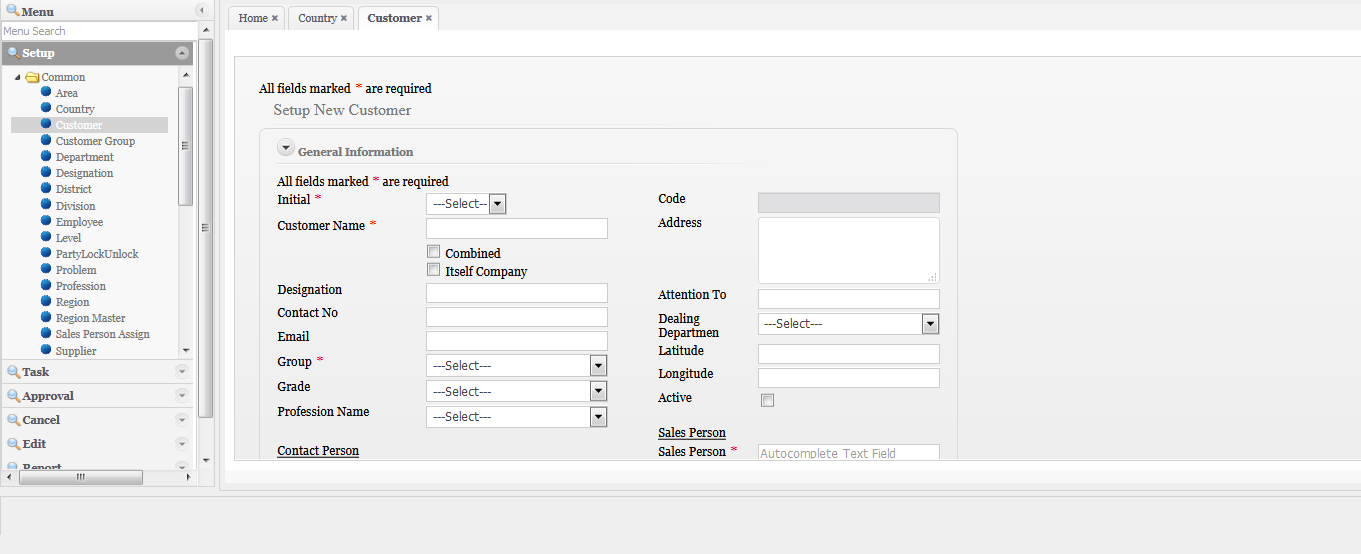 Menu
Menu Search
Setup
Common
Area
Country
Customer
Customer Group
Department
Designation
District
Division
Employee
Level
PartyLockUnlock
Problem
Profession
Region
Region Master
Sales Person Assign
Supplier
Task
Approval
Cancel
Edit
Report
Home
Country
Customer
All fields marked * are required
Setup New Customer
General Information
All fields marked * are required
Initial *
---Select--
Customer Name *
Combined
Itself Company
Designation
Contact No
Email
Group *
---Select---
Grade
---Select---
Profession Name
---Select---
Contact Person
Code
Address
Attention To
Dealing
Departmen
---Select---
Latitude
Longitude
Active
Sales Person
Sales Person *
Autocomplete Text Field